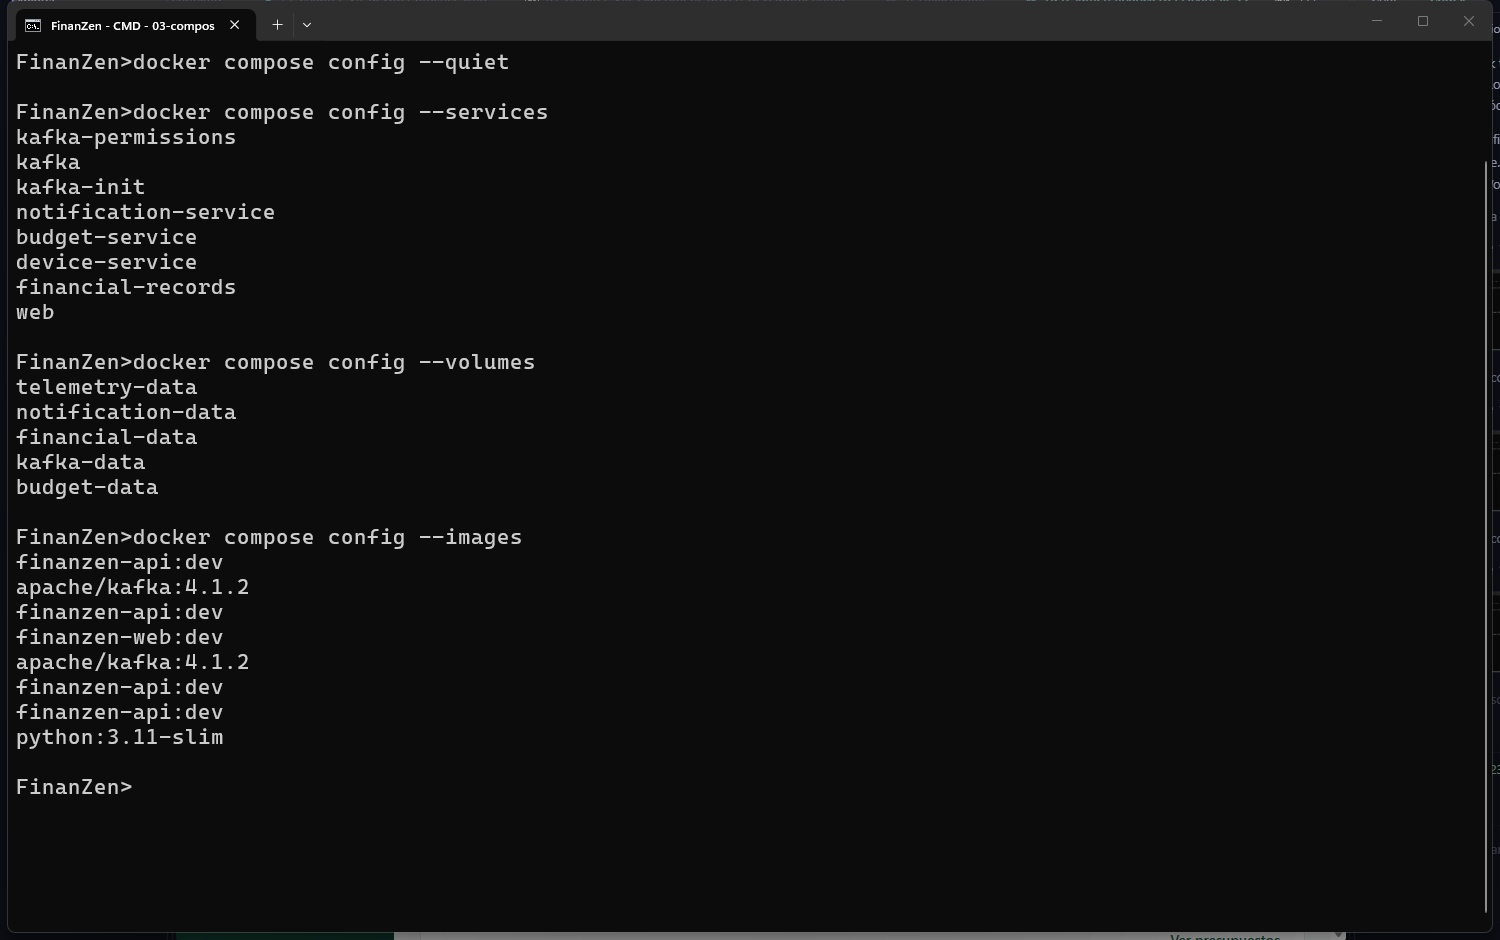 FinanZen - CMD - 03-compos
FinanZen>docker compose config --quiet
FinanZen>docker compose config --services
kafka-permissions
kafka
kafka-init
notification-service
budget-service
device-service
financial-records
web
FinanZen>docker compose config --volumes
telemetry-data
notification-data
financial-data
kafka-data
budget-data
FinanZen>docker compose config --images
finanzen-api:dev
apache/kafka:4.1.2
finanzen-api:dev
finanzen-web:dev
apache/kafka:4.1.2
finanzen-api:dev
finanzen-api:dev
python:3.11-slim
FinanZen>